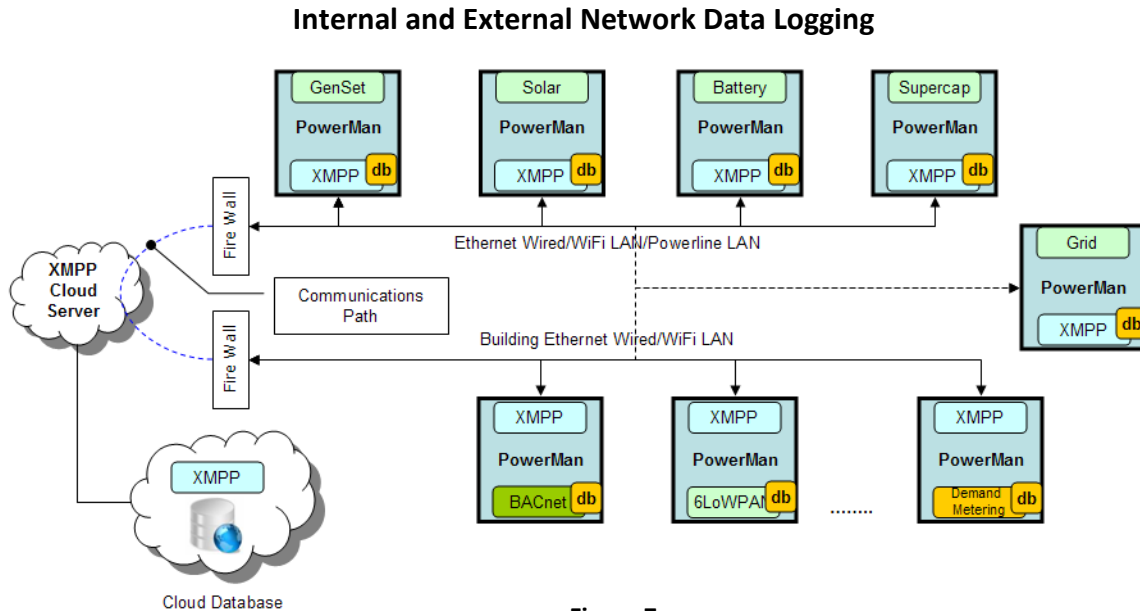 Internal and External Network Data Logging
GenSet
PowerMan
XMPP
db
Solar
PowerMan
XMPP
db
Battery
PowerMan
XMPP
db
Supercap
PowerMan
XMPP
db
Fire Wall
Ethernet Wired/WiFi LAN/Powerline LAN
XMPP
Cloud
Server
Communications
Path
Grid
PowerMan
XMPP
db
Fire Wall
Building Ethernet Wired/WiFi LAN
XMPP
PowerMan
BACnet
db
XMPP
PowerMan
6LoWPAN
db
........
XMPP
PowerMan
Demand
Metering
db
XMPP
Cloud Database